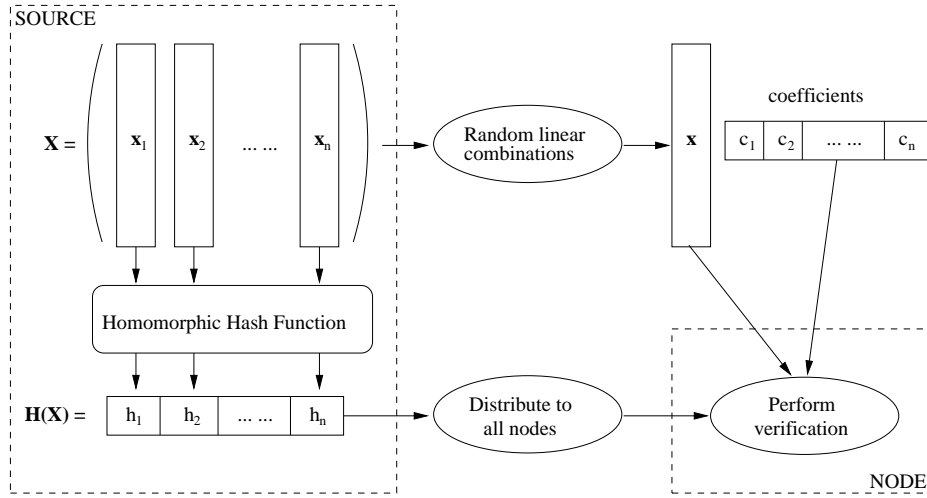 SOURCE
coefficients
X =
x1
x2
... ...
xn
Random linear
combinations
x
c1
c2
... ...
cn
Homomorphic Hash Function
H(X) =
h1
h2
... ...
hn
Distribute to
all nodes
Perform
verification
NODE